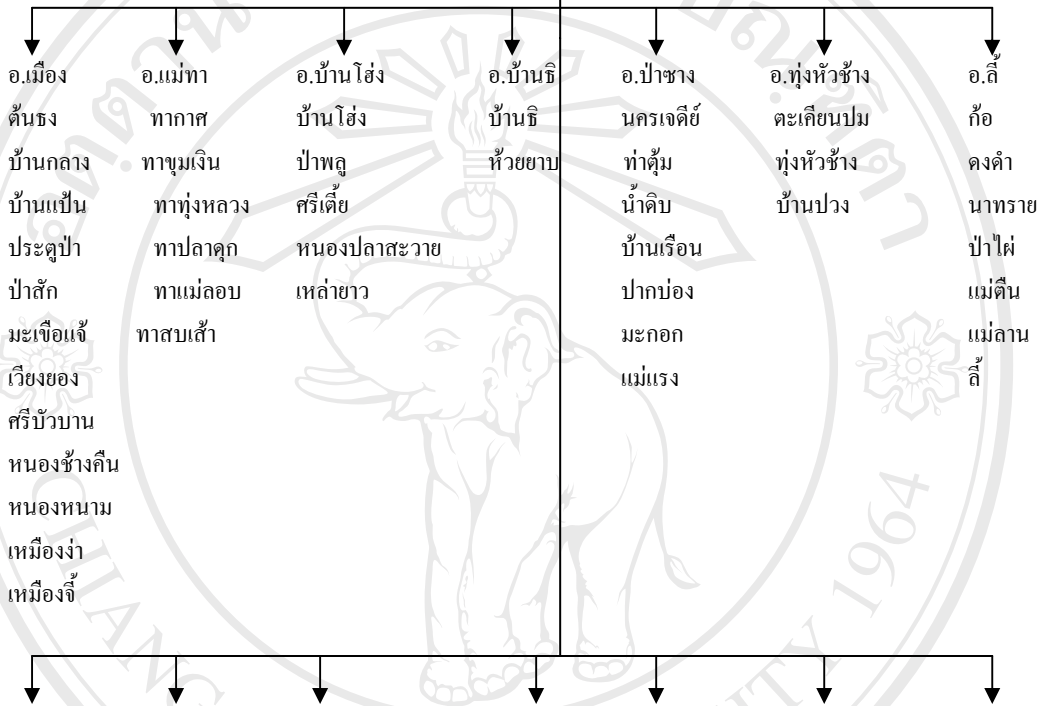 อ.เมือง อ.แม่ทา อ.บ้านโฮ่ง อ.บ้านธิ อ.ป่าซาง อ.ทุ่งหัวช้าง อ.ลี้
ต้นธง ทากาศ บ้านโฮ่ง บ้านธิ นครเจดีย์ ตะเคียนปม ก้อ
บ้านกลาง ทาขุมเงิน ป่าพลู ห้วยยาบ ท่าตุ้ม ทุ่งหัวช้าง ดงดำ
บ้านแป้น ทาทุ่งหลวง ศรีเตี้ย น้ำดิบ บ้านปวง นาทราย
ประตูป่า ทาปลาดุก หนองปลาสะวาย บ้านเรือน ป่าไผ่
ป่าสัก ทาแม่ลอบ เหล่ายาว ปากบ่อง แม่ตืน
มะเขือแจ้ ทาสบเส้า มะกอก แม่ลาน
เวียงยอง แม่แรง ลี้
ศรีบัวบาน
หนองช้างคืน
หนองหนาม
เหมืองง่า
เหมืองจี้
CHIANG
ITY 1964